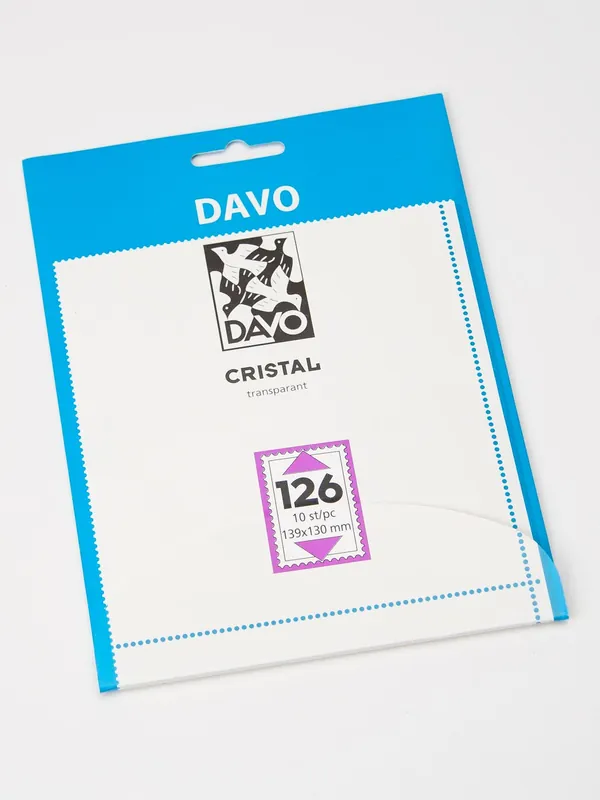 DAVO
DAVO
CRISTAL
transparant
126
10 st/pc
139x130 mm